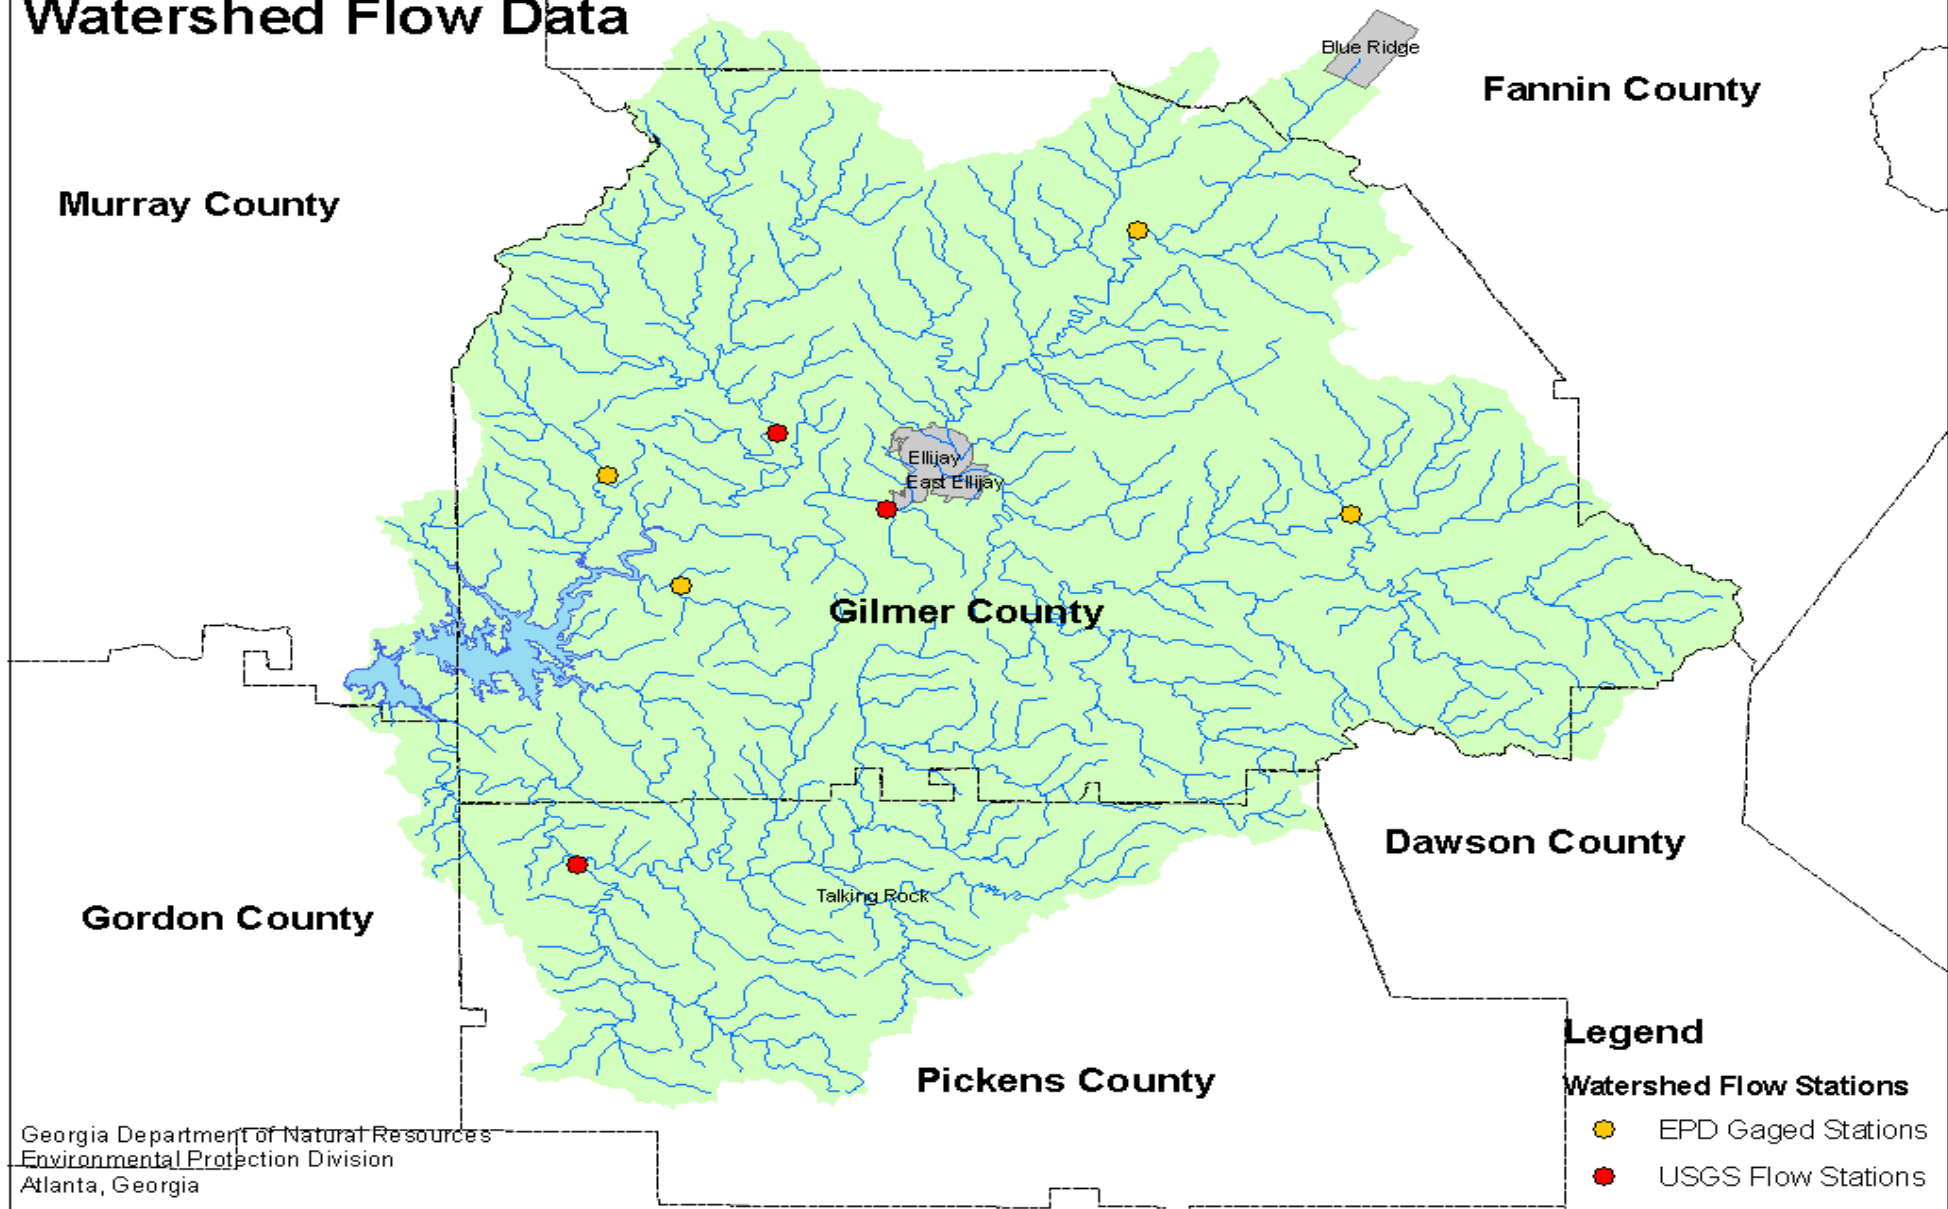 Watershed Flow Data
Blue Ridge
Fannin County
Murray County
Ellijay
East Ellijay
Gilmer County
Dawson County
Talking Rock
Gordon County
Pickens County
Legend
Watershed Flow Stations
EPD Gaged Stations
USGS Flow Stations
Georgia Department of Natural Resources
Environmental Protection Division
Atlanta, Georgia